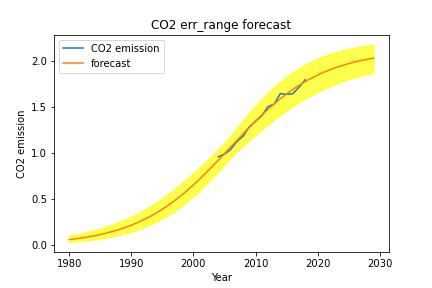 CO2 err_range forecast
CO2 emission
forecast
CO2 emission
2.0
1.5
1.0
0.5
0.0
1980 1990 2000 2010 2020 2030
Year